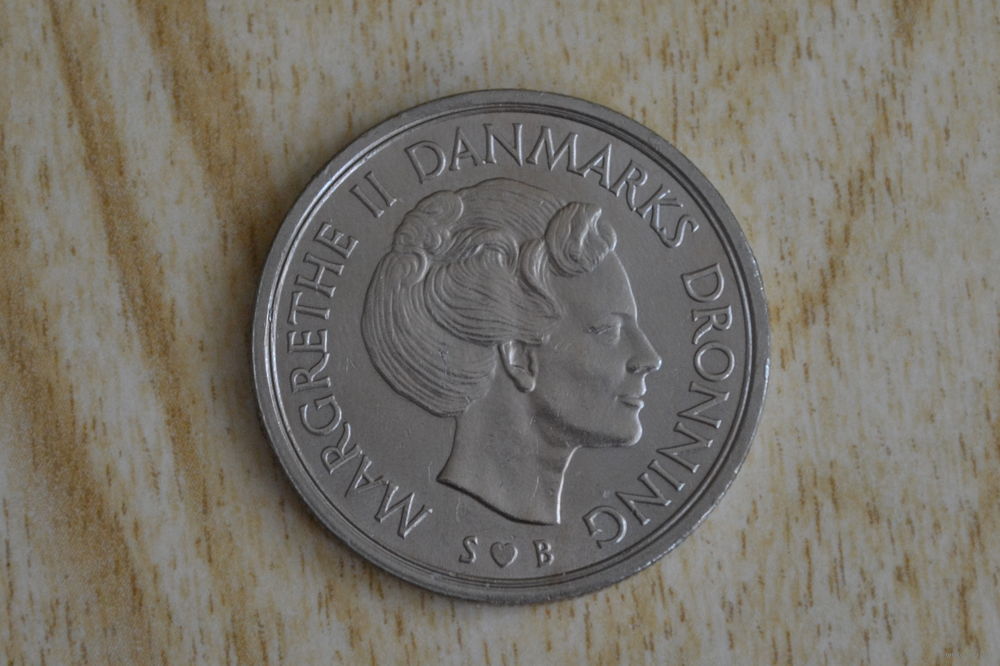 MARGRETHE II DANMARKS DRONNING
S♥B